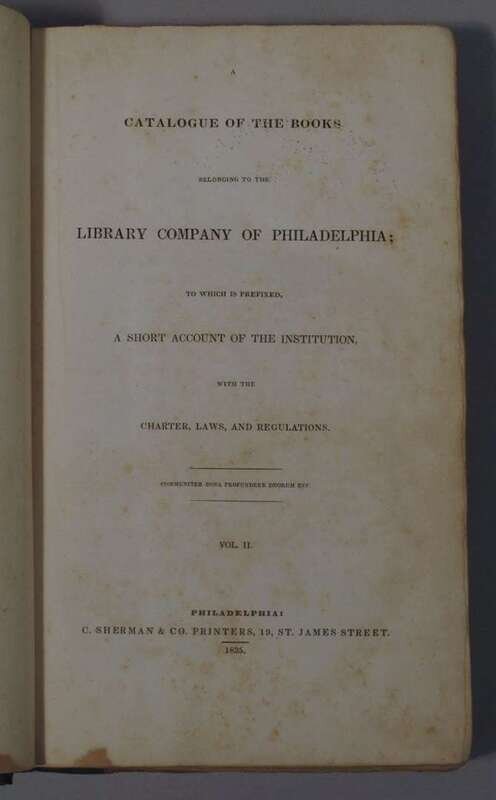 A
CATALOGUE OF THE BOOKS
BELONGING TO THE
LIBRARY COMPANY OF PHILADELPHIA;
TO WHICH IS PREFIXED,
A SHORT ACCOUNT OF THE INSTITUTION,
WITH THE
CHARTER, LAWS, AND REGULATIONS.
COMMUNITER BONA PROFUNDERE DEORUM EST
VOL. II.
PHILADELPHIA:
C. SHERMAN & CO. PRINTERS, 19, ST. JAMES STREET.
1835.